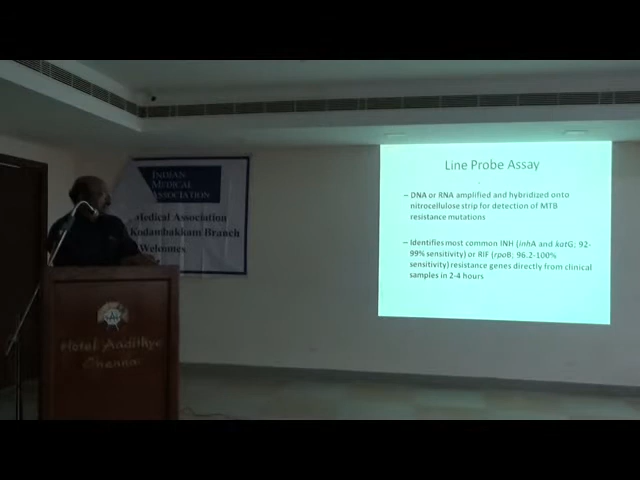 INDIAN
MEDICAL
ASSOCIATION
Medical Association
Kodambakkam Branch
Welcomes
Hotel Aadithya
Chennai
Line Probe Assay
– DNA or RNA amplified and hybridized onto
nitrocellulose strip for detection of MTB
resistance mutations
– Identifies most common INH (inhA and katG; 92-
99% sensitivity) or RIF (rpoB; 96.2-100%
sensitivity) resistance genes directly from clinical
samples in 2-4 hours